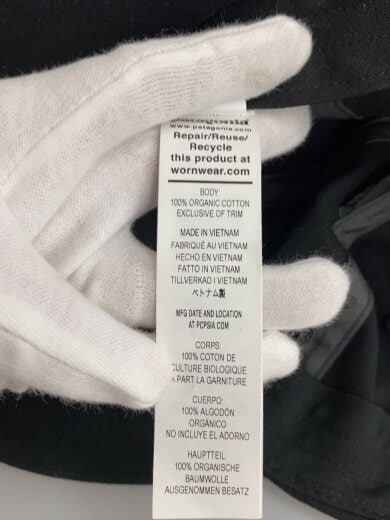 patagonia
www.patagonia.com
Repair/Reuse/
Recycle
this product at
wornwear.com
BODY:
100% ORGANIC COTTON
EXCLUSIVE OF TRIM
MADE IN VIETNAM
FABRIQUÉ AU VIETNAM
HECHO EN VIETNAM
FATTO IN VIETNAM
TILLVERKAD I VIETNAM
ベトナム製
MFG DATE AND LOCATION
AT PCPSIA.COM
CORPS:
100% COTON DE
CULTURE BIOLOGIQUE
À PART LA GARNITURE
CUERPO:
100% ALGODÓN
ORGÁNICO
NO INCLUYE EL ADORNO
HAUPTTEIL:
100% ORGANISCHE
BAUMWOLLE
AUSGENOMMEN BESATZ